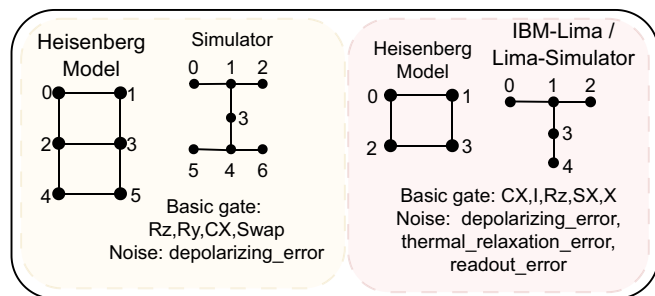 Heisenberg
Model
0 1
2 3
4 5
Simulator
0 1 2
3
5 4 6
Basic gate:
Rz,Ry,CX,Swap
Noise: depolarizing_error
Heisenberg
Model
0 1
2 3
IBM-Lima /
Lima-Simulator
0 1 2
3
4
Basic gate: CX,I,Rz,SX,X
Noise: depolarizing_error,
thermal_relaxation_error,
readout_error